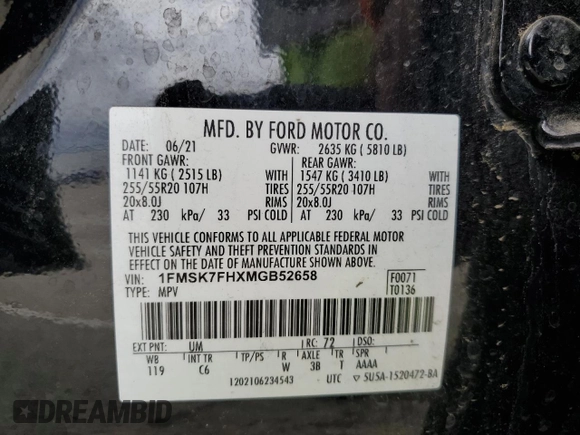 MFD. BY FORD MOTOR CO.
DATE: 06/21 GVWR: 2635 KG ( 5810 LB)
FRONT GAWR: REAR GAWR:
1141 KG ( 2515 LB) WITH 1547 KG ( 3410 LB) WITH
255/55R20 107H TIRES 255/55R20 107H TIRES
20x8.0J RIMS 20x8.0J RIMS
AT 230 kPa/ 33 PSI COLD AT 230 kPa/ 33 PSI COLD
THIS VEHICLE CONFORMS TO ALL APPLICABLE FEDERAL MOTOR
VEHICLE SAFETY AND THEFT PREVENTION STANDARDS IN
EFFECT ON THE DATE OF MANUFACTURE SHOWN ABOVE.
VIN: 1FMSK7FHXMGB52658 F0071
TYPE: MPV T0136
EXT PNT: UM RC: 72 DSO:
WB INT TR TP/PS R AXLE TR SPR
119 C6 W 3B T AAAA
1202106234543 UTC 5USA-1520472-BA
IDREAMBID